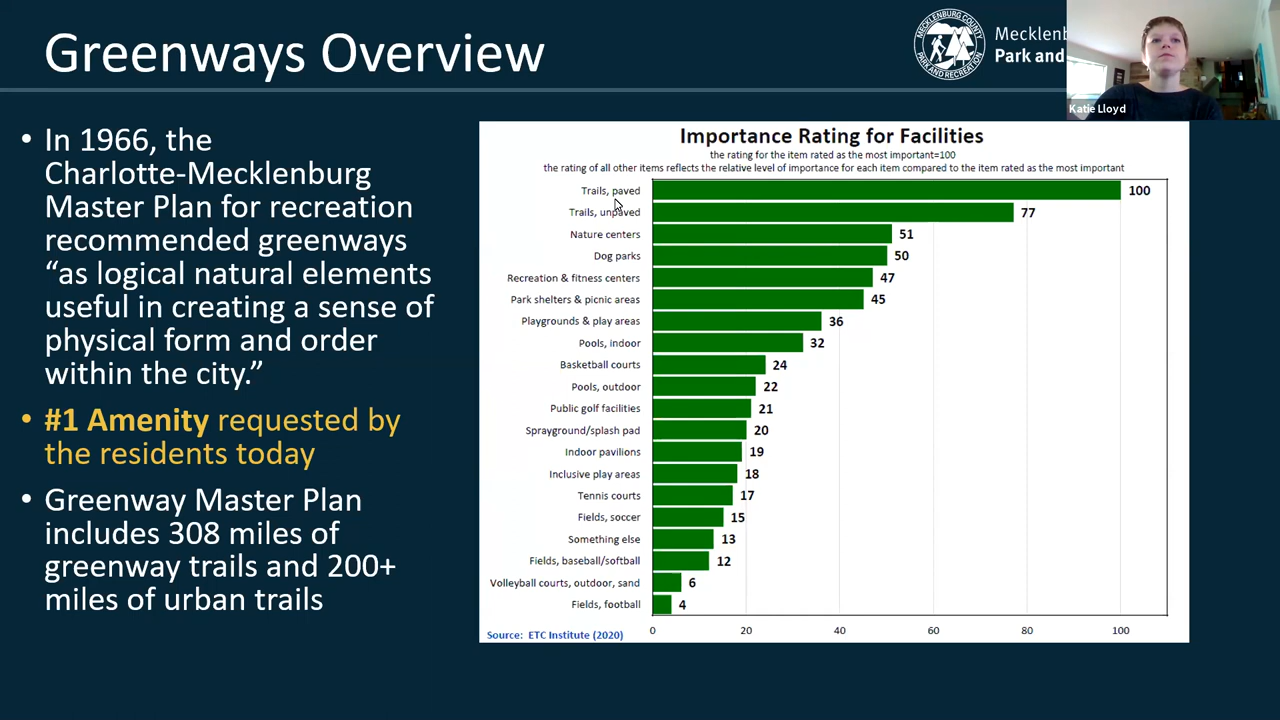 Greenways Overview
MECKLENBURG COUNTY
PARK AND RECREATION
Mecklenb
Park and
Katie Lloyd
• In 1966, the
Charlotte-Mecklenburg
Master Plan for recreation
recommended greenways
“as logical natural elements
useful in creating a sense of
physical form and order
within the city.”
• #1 Amenity requested by
the residents today
• Greenway Master Plan
includes 308 miles of
greenway trails and 200+
miles of urban trails
Importance Rating for Facilities
the rating for the item rated as the most important=100
the rating of all other items reflects the relative level of importance for each item compared to the item rated as the most important
Trails, paved 100
Trails, unpaved 77
Nature centers 51
Dog parks 50
Recreation & fitness centers 47
Park shelters & picnic areas 45
Playgrounds & play areas 36
Pools, indoor 32
Basketball courts 24
Pools, outdoor 22
Public golf facilities 21
Sprayground/splash pad 20
Indoor pavilions 19
Inclusive play areas 18
Tennis courts 17
Fields, soccer 15
Something else 13
Fields, baseball/softball 12
Volleyball courts, outdoor, sand 6
Fields, football 4
0 20 40 60 80 100
Source: ETC Institute (2020)